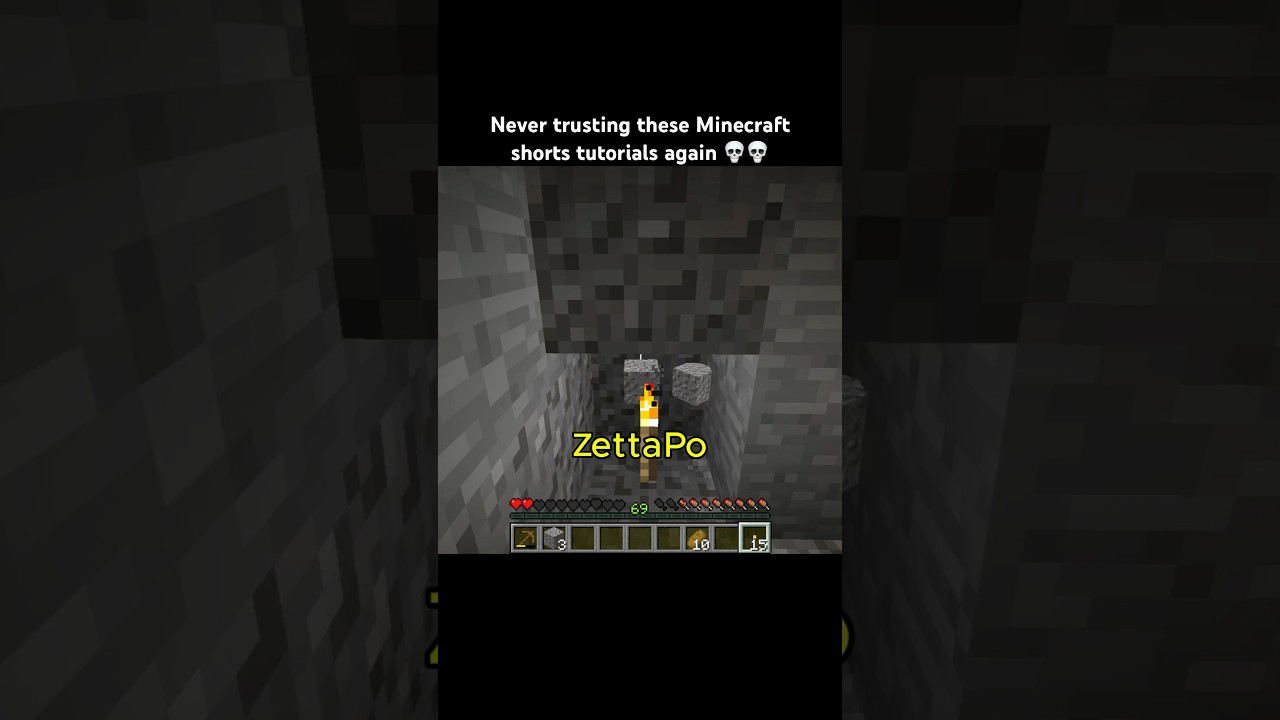 Never trusting these Minecraft
shorts tutorials again 💀💀
ZettaPo
69
3
10
15